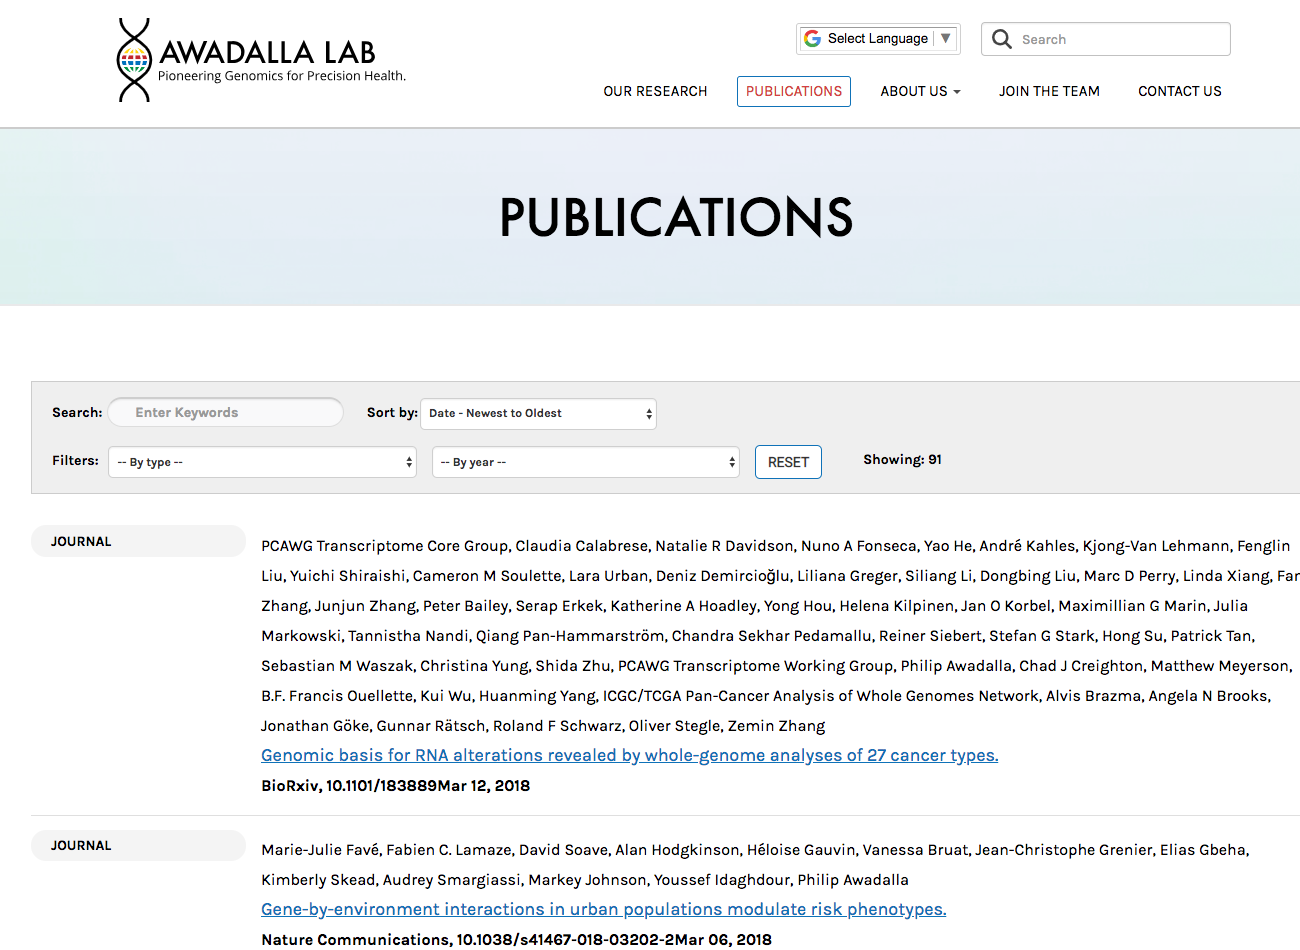 AWADALLA LAB
Pioneering Genomics for Precision Health.
Select Language ▼
Search
OUR RESEARCH
PUBLICATIONS
ABOUT US
JOIN THE TEAM
CONTACT US
PUBLICATIONS
Search: Enter Keywords Sort by: Date - Newest to Oldest
Filters: -- By type -- -- By year -- RESET Showing: 91
JOURNAL
PCAWG Transcriptome Core Group, Claudia Calabrese, Natalie R Davidson, Nuno A Fonseca, Yao He, André Kahles, Kjong-Van Lehmann, Fenglin
Liu, Yuichi Shiraishi, Cameron M Soulette, Lara Urban, Deniz Demircioğlu, Liliana Greger, Siliang Li, Dongbing Liu, Marc D Perry, Linda Xiang, Fan
Zhang, Junjun Zhang, Peter Bailey, Serap Erkek, Katherine A Hoadley, Yong Hou, Helena Kilpinen, Jan O Korbel, Maximillian G Marin, Julia
Markowski, Tannistha Nandi, Qiang Pan-Hammarström, Chandra Sekhar Pedamallu, Reiner Siebert, Stefan G Stark, Hong Su, Patrick Tan,
Sebastian M Waszak, Christina Yung, Shida Zhu, PCAWG Transcriptome Working Group, Philip Awadalla, Chad J Creighton, Matthew Meyerson,
B.F. Francis Ouellette, Kui Wu, Huanming Yang, ICGC/TCGA Pan-Cancer Analysis of Whole Genomes Network, Alvis Brazma, Angela N Brooks,
Jonathan Göke, Gunnar Rätsch, Roland F Schwarz, Oliver Stegle, Zemin Zhang
Genomic basis for RNA alterations revealed by whole-genome analyses of 27 cancer types.
BioRxiv, 10.1101/183889Mar 12, 2018
JOURNAL
Marie-Julie Favé, Fabien C. Lamaze, David Soave, Alan Hodgkinson, Héloise Gauvin, Vanessa Bruat, Jean-Christophe Grenier, Elias Gbeha,
Kimberly Skead, Audrey Smargiassi, Markey Johnson, Youssef Idaghdour, Philip Awadalla
Gene-by-environment interactions in urban populations modulate risk phenotypes.
Nature Communications, 10.1038/s41467-018-03202-2Mar 06, 2018